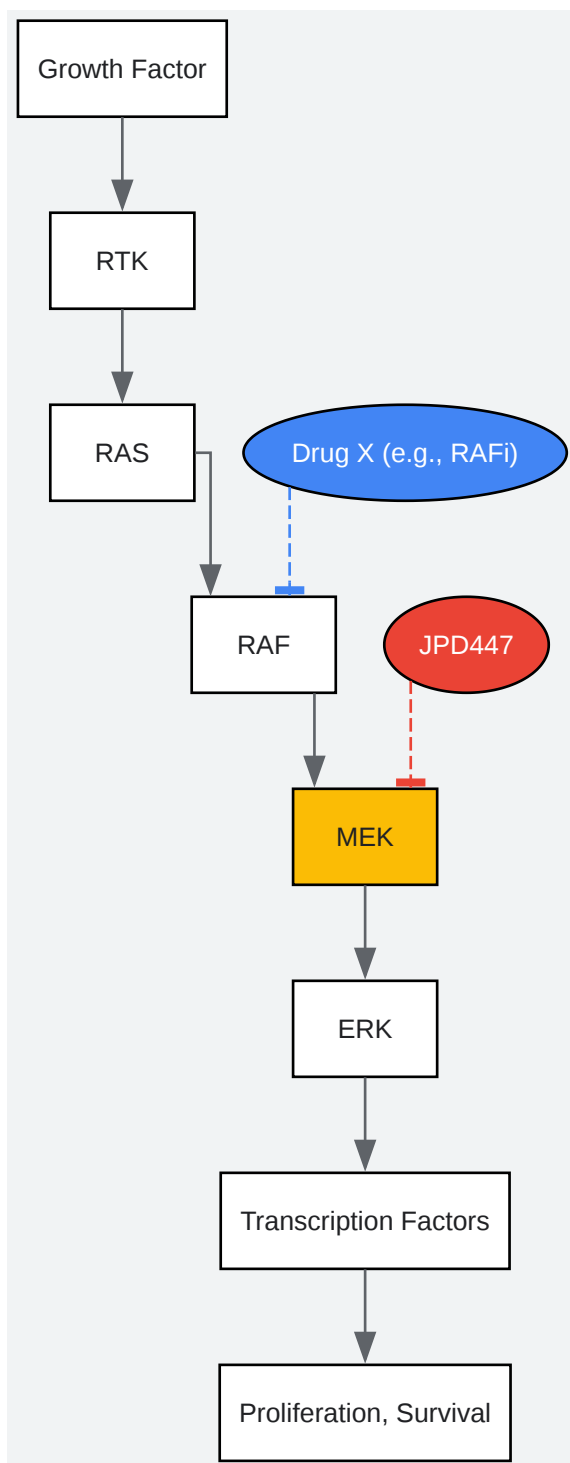 Growth Factor
RTK
RAS
Drug X (e.g., RAFi)
RAF
JPD447
MEK
ERK
Transcription Factors
Proliferation, Survival